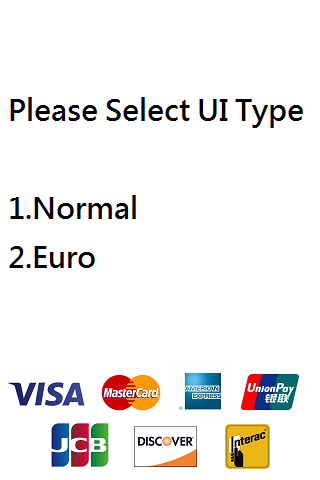 Please Select UI Type
1.Normal
2.Euro
VISA
MasterCard
AMERICAN
EXPRESS
UnionPay
银联
JCB
DISCOVER
Interac